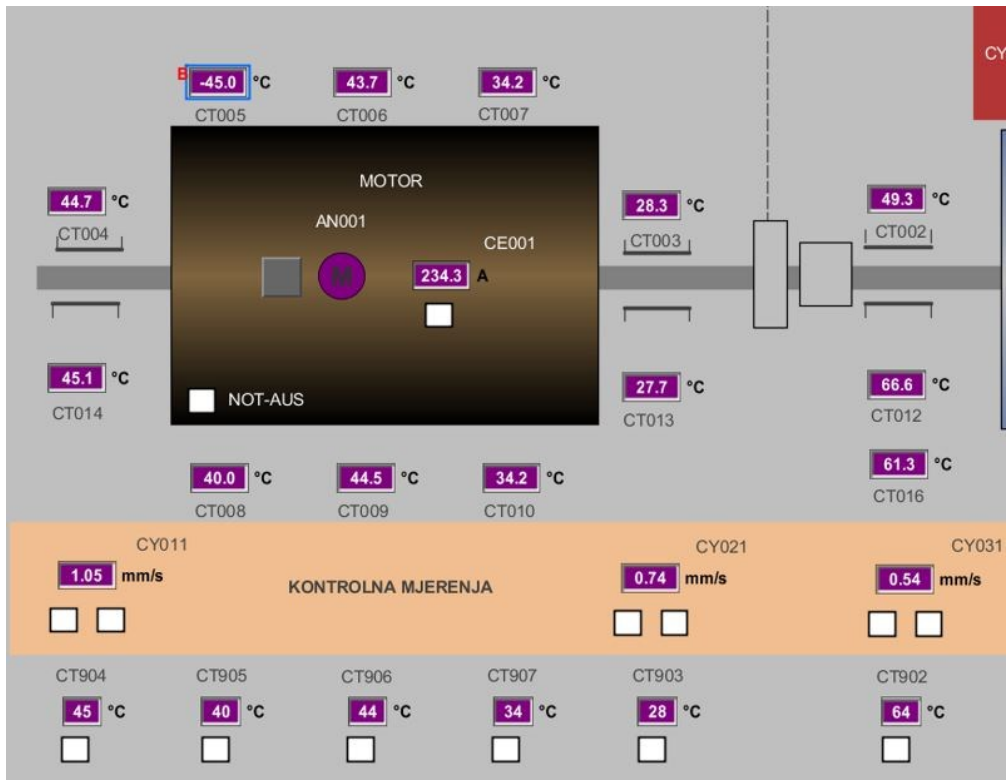 CY
B -45.0 °C 43.7 °C 34.2 °C
CT005 CT006 CT007
MOTOR
44.7 °C 28.3 °C 49.3 °C
CT004 AN001 CT003 CT002
CE001
M 234.3 A
45.1 °C 27.7 °C 66.6 °C
CT014 NOT-AUS CT013 CT012
40.0 °C 44.5 °C 34.2 °C 61.3 °C
CT008 CT009 CT010 CT016
CY011 CY021 CY031
1.05 mm/s KONTROLNA MJERENJA 0.74 mm/s 0.54 mm/s
CT904 CT905 CT906 CT907 CT903 CT902
45 °C 40 °C 44 °C 34 °C 28 °C 64 °C